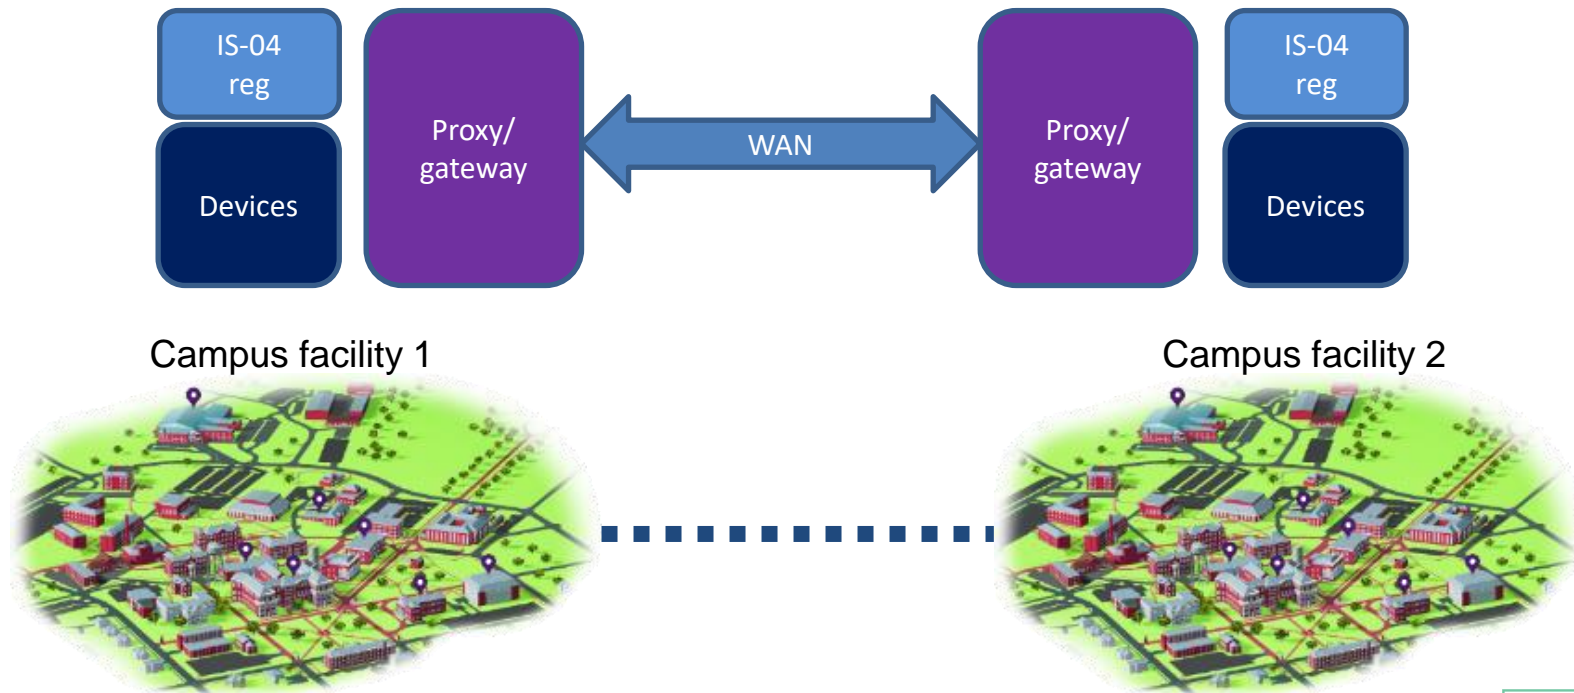 IS-04
reg
Devices
Proxy/
gateway
WAN
Proxy/
gateway
IS-04
reg
Devices
Campus facility 1
Campus facility 2